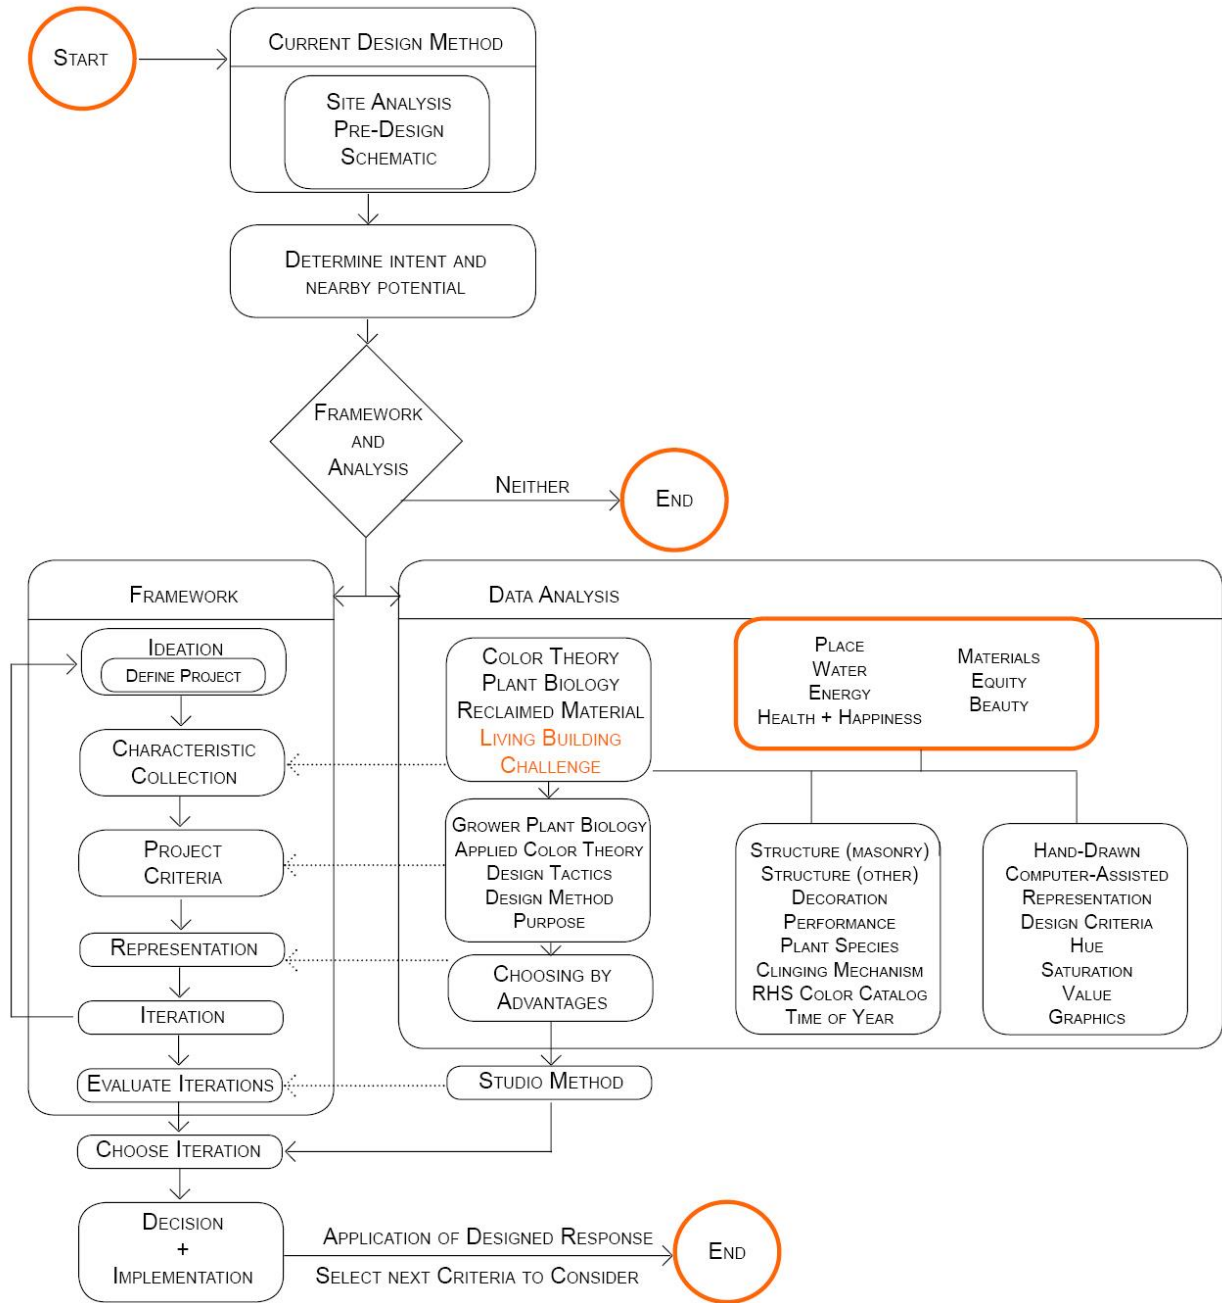 START
CURRENT DESIGN METHOD
SITE ANALYSIS
PRE-DESIGN
SCHEMATIC
DETERMINE INTENT AND
NEARBY POTENTIAL
FRAMEWORK
AND
ANALYSIS
NEITHER
END
FRAMEWORK
IDEATION
DEFINE PROJECT
CHARACTERISTIC
COLLECTION
PROJECT
CRITERIA
REPRESENTATION
ITERATION
EVALUATE ITERATIONS
CHOOSE ITERATION
DECISION
+
IMPLEMENTATION
DATA ANALYSIS
COLOR THEORY
PLANT BIOLOGY
RECLAIMED MATERIAL
LIVING BUILDING
CHALLENGE
GROWER PLANT BIOLOGY
APPLIED COLOR THEORY
DESIGN TACTICS
DESIGN METHOD
PURPOSE
CHOOSING BY
ADVANTAGES
STUDIO METHOD
PLACE
WATER
ENERGY
HEALTH + HAPPINESS
MATERIALS
EQUITY
BEAUTY
STRUCTURE (MASONRY)
STRUCTURE (OTHER)
DECORATION
PERFORMANCE
PLANT SPECIES
CLINGING MECHANISM
RHS COLOR CATALOG
TIME OF YEAR
HAND-DRAWN
COMPUTER-ASSISTED
REPRESENTATION
DESIGN CRITERIA
HUE
SATURATION
VALUE
GRAPHICS
APPLICATION OF DESIGNED RESPONSE
SELECT NEXT CRITERIA TO CONSIDER
END